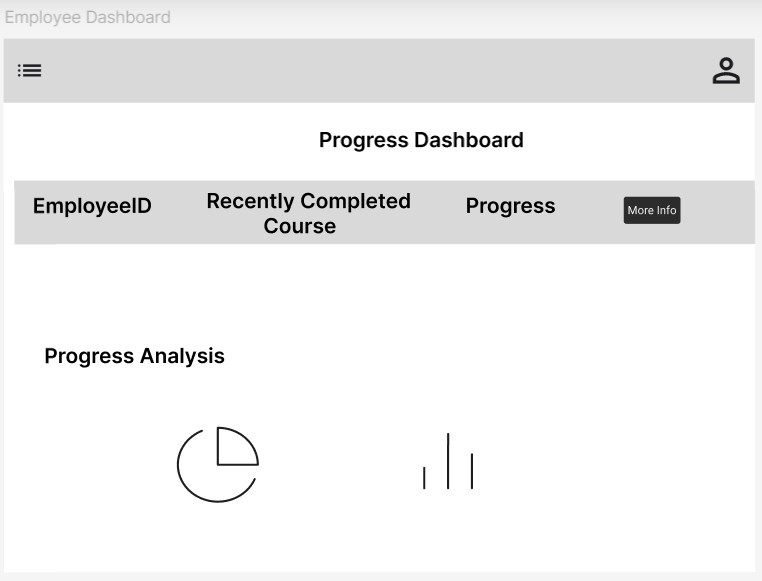 Employee Dashboard
Progress Dashboard
EmployeeID
Recently Completed
Course
Progress
More Info
Progress Analysis